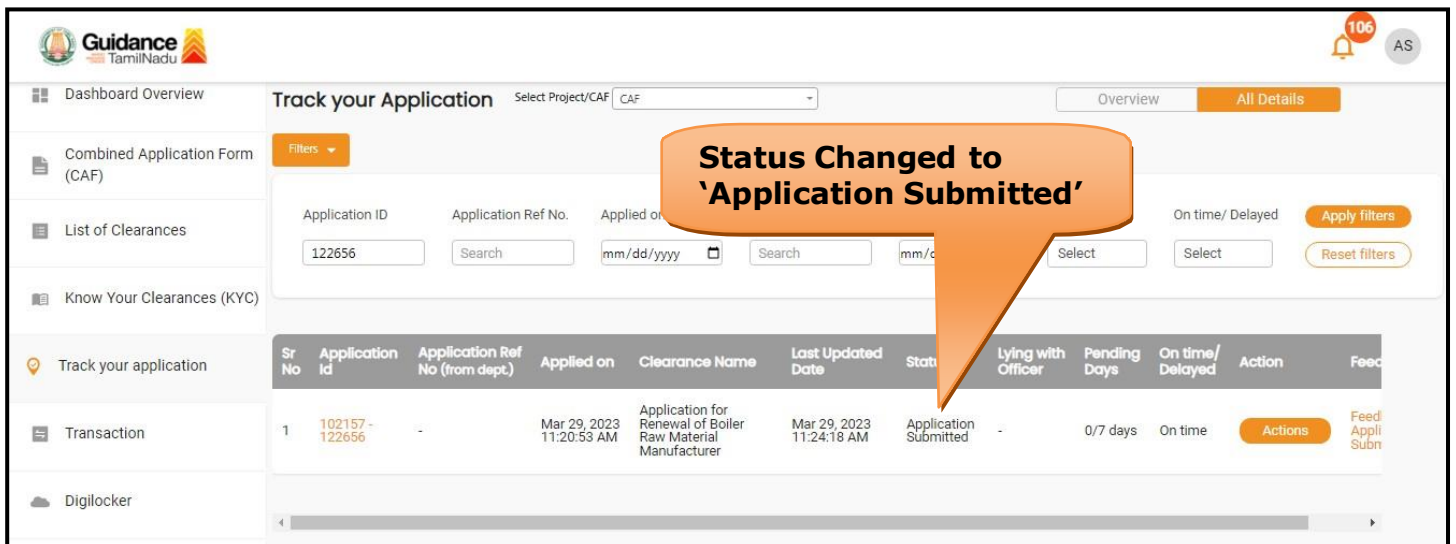 Guidance
TamilNadu
106
AS
Dashboard Overview
Combined Application Form
(CAF)
List of Clearances
Know Your Clearances (KYC)
Track your application
Transaction
Digilocker
Track your Application
Select Project/CAF
CAF
Overview
All Details
Filters
Status Changed to
‘Application Submitted’
Application ID
Application Ref No.
Applied on
On time/ Delayed
Apply filters
122656
Search
mm/dd/yyyy
Search
mm/d
Select
Select
Reset filters
Sr No
Application Id
Application Ref No (from dept.)
Applied on
Clearance Name
Last Updated Date
Statu
Lying with Officer
Pending Days
On time/ Delayed
Action
Feed
1
102157 -
122656
-
Mar 29, 2023
11:20:53 AM
Application for
Renewal of Boiler
Raw Material
Manufacturer
Mar 29, 2023
11:24:18 AM
Application
Submitted
-
0/7 days
On time
Actions
Feed
Appli
Subm